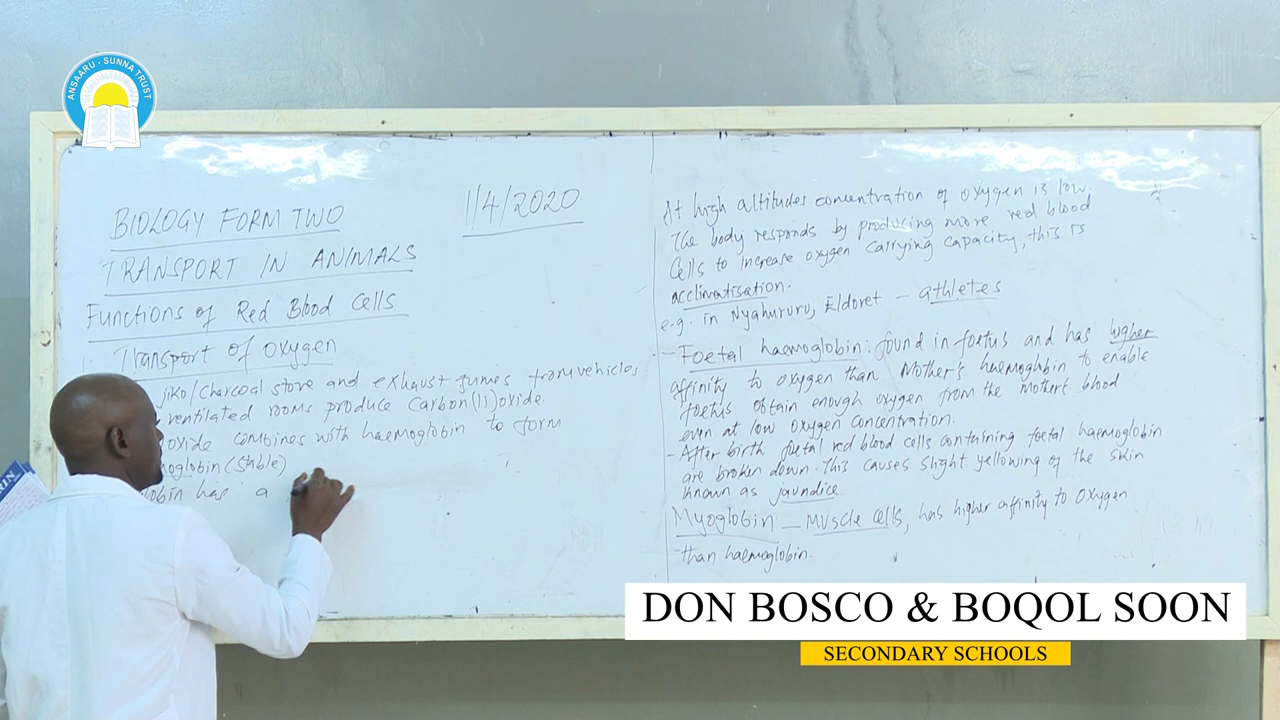 ANSAARU - SUNNA TRUST
BIOLOGY FORM TWO
1/4/2020
TRANSPORT IN ANIMALS
Functions of Red Blood Cells
Transport of oxygen
jiko/charcoal stove and exhaust fumes from vehicles
ventilated rooms produce Carbon(II)oxide.
oxide combines with haemoglobin to form
moglobin (stable)
lobin has a
At high altitudes concentration of oxygen is low.
The body responds by producing more red blood
Cells to increase oxygen carrying capacity, this is
acclimatisation.
e.g. in Nyahururu, Eldoret - athletes
- Foetal haemoglobin: found in foetus and has higher
affinity to oxygen than Mother's haemoglobin to enable
foetus obtain enough oxygen from the mother's blood
even at low oxygen concentration.
- After birth foetal red blood cells containing foetal haemoglobin
are broken down. This causes slight yellowing of the skin
known as jaundice.
Myoglobin - Muscle cells, has higher affinity to oxygen
than haemoglobin.
RIN
DON BOSCO & BOQOL SOON
SECONDARY SCHOOLS